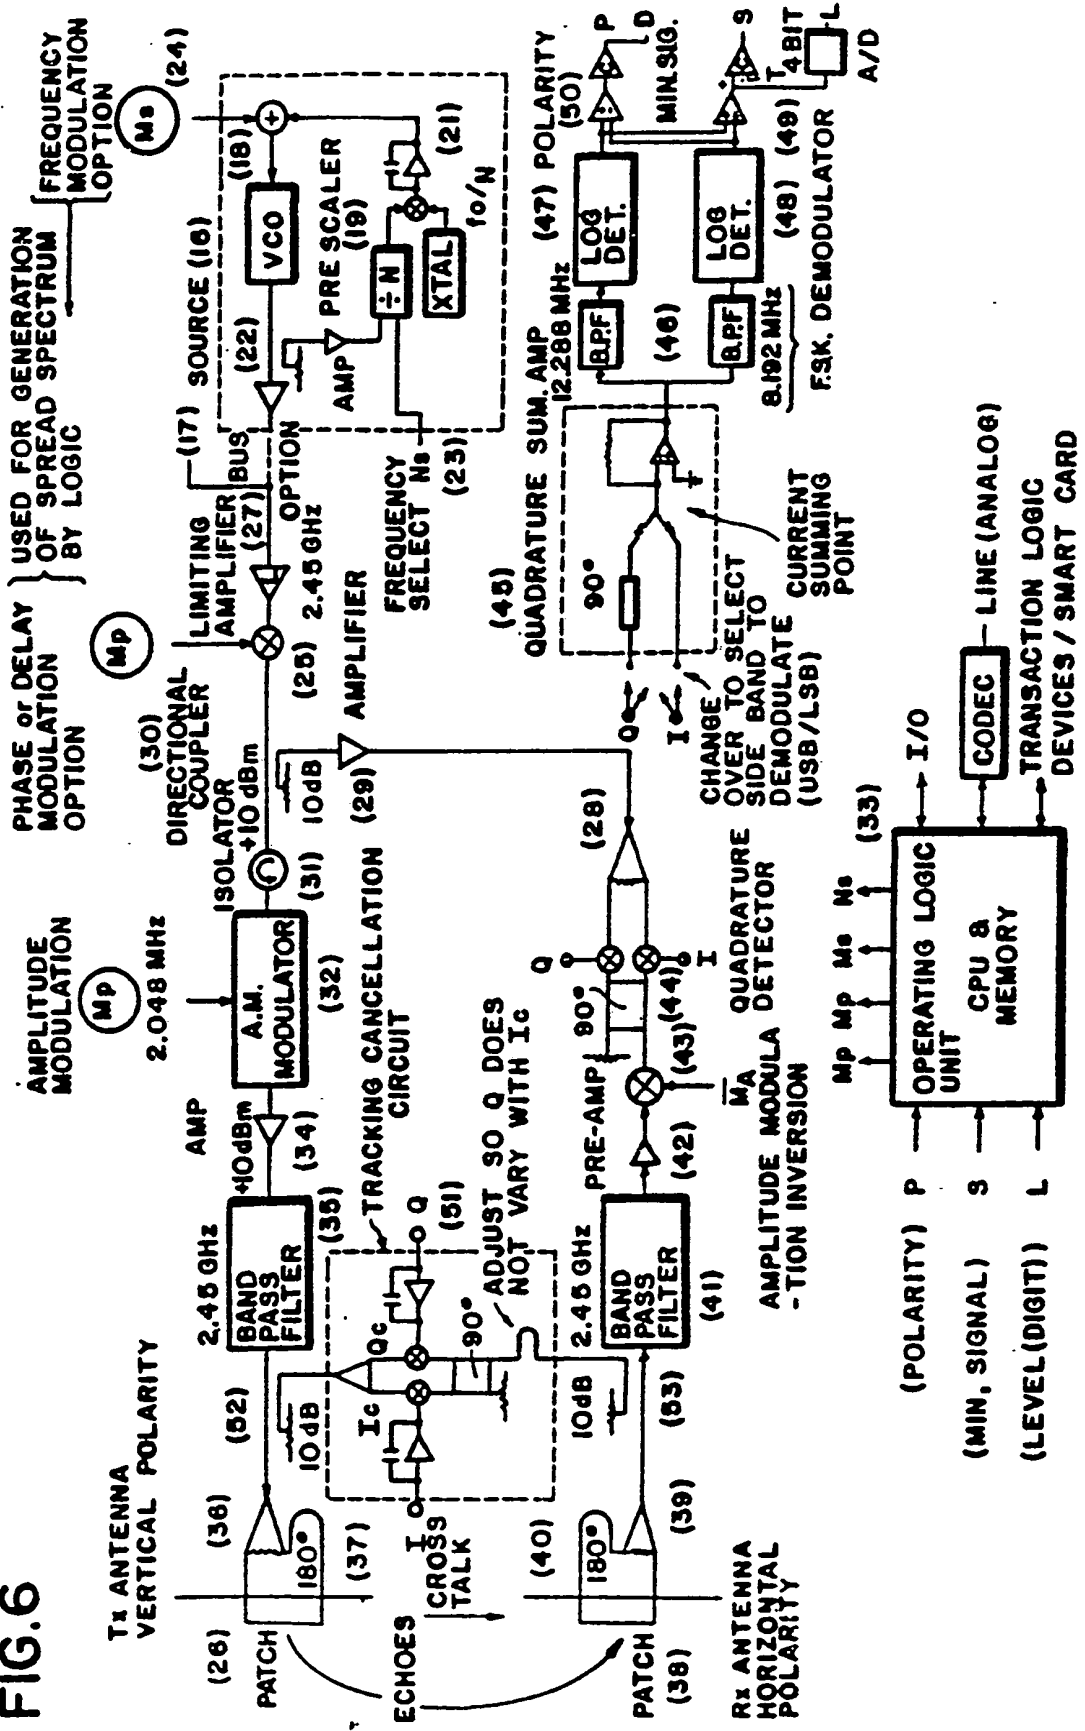 FIG.6
Tx ANTENNA
VERTICAL POLARITY
(26)
PATCH
(36)
180°
(37)
(52)
2.45 GHz
BAND
PASS
FILTER
(35)
AMP
+10dBm
(34)
AMPLITUDE
MODULATION
Mp
2.048 MHz
A.M.
MODULATOR
(32)
ISOLATOR
+10 dBm
(31)
PHASE or DELAY
MODULATION
OPTION
Mp
(30)
DIRECTIONAL
COUPLER
10dB
(29)
AMPLIFIER
(25)
LIMITING
AMPLIFIER
(27)
2.45GHz
USED FOR GENERATION
OF SPREAD SPECTRUM
BY LOGIC
(17)
BUS
OPTION
FREQUENCY
MODULATION
OPTION
Ms
(24)
SOURCE (16)
(22)
VCO
(18)
+
AMP
PRE SCALER
(19)
÷ N
XTAL
(21)
fo/N
FREQUENCY
SELECT Ns
(23)
TRACKING CANCELLATION
CIRCUIT
10dB
Ic
Qc
90°
Q
(51)
I
ADJUST SO Q DOES
NOT VARY WITH Ic
10dB
(53)
ECHOES
CROSS
TALK
(40)
180°
PATCH
(38)
(39)
Rx ANTENNA
HORIZONTAL
POLARITY
2.45 GHz
BAND
PASS
FILTER
(41)
PRE-AMP
(42)
(43)
MA
AMPLITUDE MODULA
-TION INVERSION
90°
Q
I
(44)
QUADRATURE
DETECTOR
(28)
(45)
QUADRATURE SUM. AMP
90°
Q
I
CHANGE
OVER TO SELECT
SIDE BAND TO
DEMODULATE
(USB/LSB)
CURRENT
SUMMING
POINT
12.288 MHz
B.P.F
(46)
B.P.F
8.192 MHz
F.S.K. DEMODULATOR
(47) POLARITY
LOG
DET.
LOG
DET.
(48)
(49)
(50)
P
D
MIN. SIG.
S
T
4 BIT
L
A/D
(POLARITY) P
(MIN, SIGNAL) S
(LEVEL(DIGIT)) L
Mp Mp Ms Ns
(33)
OPERATING LOGIC
UNIT
CPU &
MEMORY
I/O
CODEC
LINE (ANALOG)
TRANSACTION LOGIC
DEVICES/SMART CARD